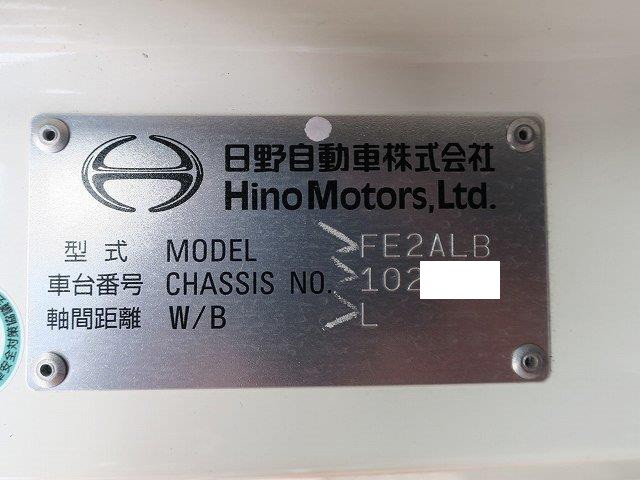 日野自動車株式会社
Hino Motors, Ltd.
型式 MODEL FE2ALB
車台番号 CHASSIS NO. 102
軸間距離 W/B L